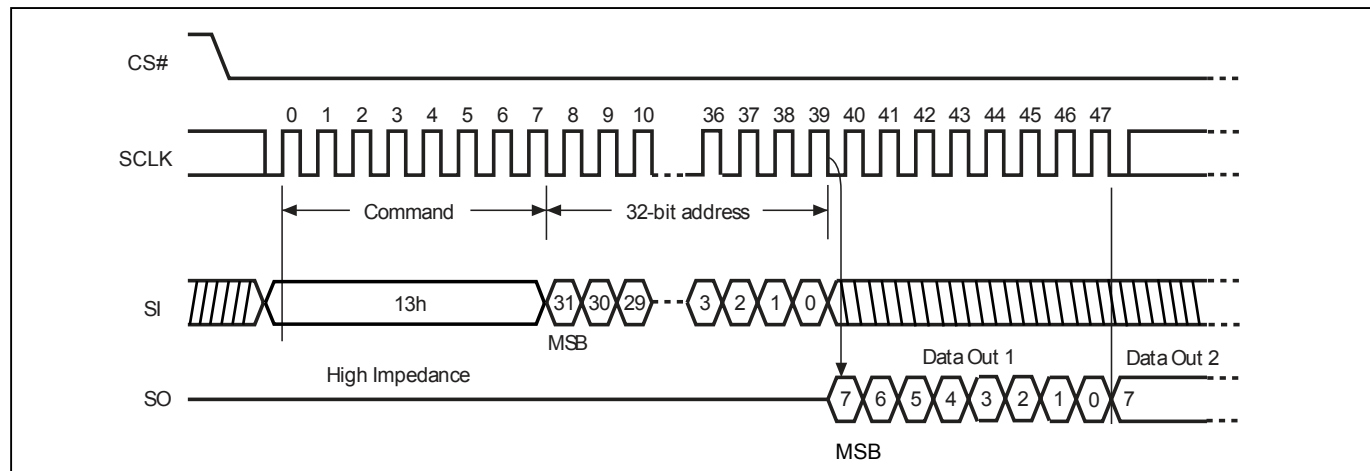 CS#
0 1 2 3 4 5 6 7 8 9 10 36 37 38 39 40 41 42 43 44 45 46 47
SCLK
Command 32-bit address
SI 13h 31 30 29 3 2 1 0
MSB
High Impedance Data Out 1 Data Out 2
SO 7 6 5 4 3 2 1 0 7
MSB